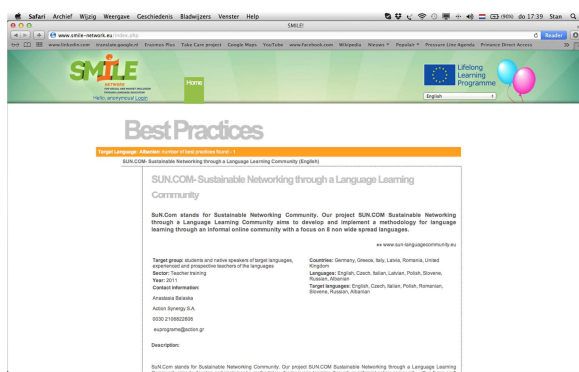 Safari Archief Wijzig Weergave Geschiedenis Bladwijzers Venster Help
(90%) do 17:39 Stan
SMILE
www.smile-network.eu/index.php
Reader
www.linkedin.com translate.google.nl Erasmus Plus Take Care project Google Maps YouTube www.facebook.com Wikipedia Nieuws Populair Pressure Line Agenda Prinence Direct Access
SMILE
NETWORK
Hello anonymous! Login
Home
Lifelong
Learning
Programme
English
Best Practices
Target Language: Albanian: number of best practices found - 1
SUN.COM- Sustainable Networking through a Language Learning Community (English)
SUN.COM- Sustainable Networking through a Language Learning
Community
SuN.Com stands for Sustainable Networking Community. Our project SUN.COM Sustainable Networking
through a Language Learning Community aims to develop and implement a methodology for language
learning through an informal online community with a focus on 8 non wide spread languages.
»» www.sun-languagecommunity.eu
Target group: students and native speakers of target languages,
experienced and prospective teachers of the languages
Sector: Teacher training
Year: 2011
Contact information:
Anastasia Balaska
Action Synergy S.A.
0030 2106822606
euprograms@action.gr
Countries: Germany, Greece, Italy, Latvia, Romania, United
Kingdom
Languages: English, Czech, Italian, Latvian, Polish, Slovene,
Russian, Albanian
Target languages: English, Czech, Italian, Polish, Romanian,
Slovene, Russian, Albanian
Description:
SuN.Com stands for Sustainable Networking Community. Our project SUN.COM Sustainable Networking through a Language Learning